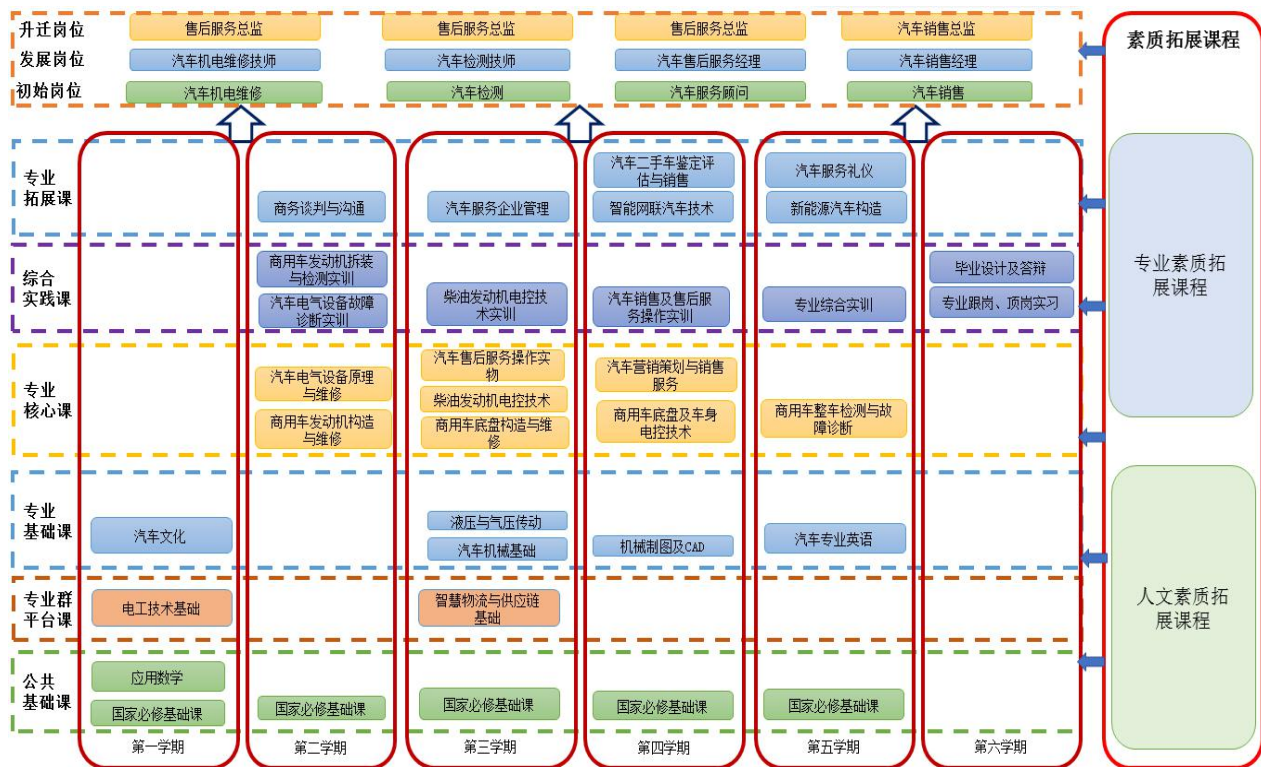 升迁岗位
售后服务总监
售后服务总监
售后服务总监
汽车销售总监
发展岗位
汽车机电维修技师
汽车检测技师
汽车售后服务经理
汽车销售经理
初始岗位
汽车机电维修
汽车检测
汽车服务顾问
汽车销售
素质拓展课程
专业
拓展课
商务谈判与沟通
汽车服务企业管理
汽车二手车鉴定评
估与销售
智能网联汽车技术
汽车服务礼仪
新能源汽车构造
综合
实践课
商用车发动机拆装
与检测实训
汽车电气设备故障
诊断实训
柴油发动机电控技
术实训
汽车销售及售后服
务操作实训
专业综合实训
毕业设计及答辩
专业跟岗、顶岗实习
专业
核心课
汽车电气设备原理
与维修
商用车发动机构造
与维修
汽车售后服务操作实
物
柴油发动机电控技术
商用车底盘构造与维
修
汽车营销策划与销售
服务
商用车底盘及车身
电控技术
商用车整车检测与故
障诊断
专业
基础课
汽车文化
液压与气压传动
汽车机械基础
机械制图及CAD
汽车专业英语
专业群
平台课
电工技术基础
智慧物流与供应链
基础
公共
基础课
应用数学
国家必修基础课
国家必修基础课
国家必修基础课
国家必修基础课
国家必修基础课
第一学期
第二学期
第三学期
第四学期
第五学期
第六学期
专业素质拓
展课程
人文素质拓
展课程